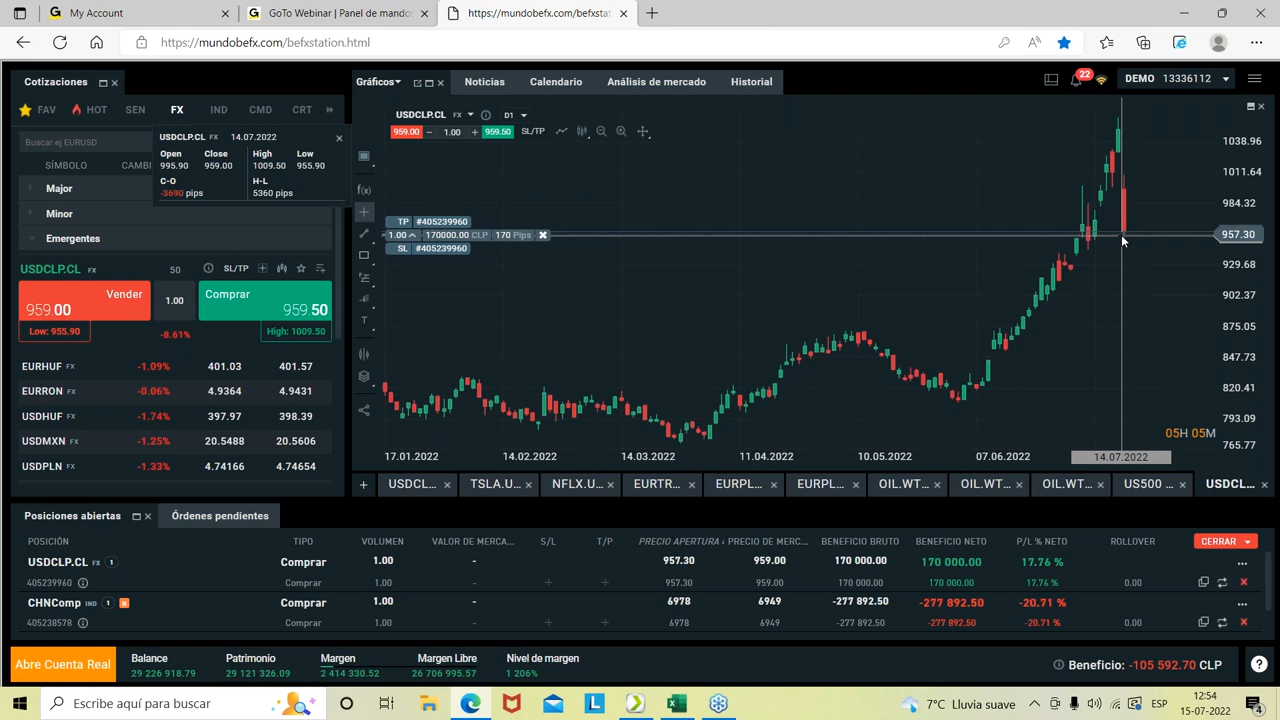 My Account
GoTo Webinar | Panel de mando
https://mundobefx.com/befxstat
https://mundobefx.com/befxstation.html
Cotizaciones
FAV HOT SEN FX IND CMD CRT »
Buscar ej EURUSD
SÍMBOLO CAMBI
USDCLP.CL FX 14.07.2022
Open Close High Low
995.90 959.00 1009.50 955.90
C-O H-L
-3690 pips 5360 pips
Major
Minor
Emergentes
USDCLP.CL FX 50 SL/TP
Vender 1.00 Comprar
959.00 959.50
Low: 955.90 -8.61% High: 1009.50
EURHUF FX -1.09% 401.03 401.57
EURRON FX -0.06% 4.9364 4.9431
USDHUF FX -1.74% 397.97 398.39
USDMXN FX -1.25% 20.5488 20.5606
USDPLN FX -1.33% 4.74166 4.74654
Gráficos Noticias Calendario Análisis de mercado Historial
22
DEMO 13336112
USDCLP.CL FX D1
959.00 − 1.00 + 959.50 SL/TP
f(x)
T
TP #405239960
1.00 170000.00 CLP 170 Pips
SL #405239960
1038.96
1011.64
984.32
957.30
929.68
902.37
875.05
847.73
820.41
793.09
765.77
05H 05M
17.01.2022 14.02.2022 14.03.2022 11.04.2022 10.05.2022 07.06.2022 14.07.2022
USDCL... TSLA.U... NFLX.U... EURTR... EURPL... EURPL... OIL.WT... OIL.WT... OIL.WT... US500 ... USDCL...
Posiciones abiertas Órdenes pendientes
POSICIÓN TIPO VOLUMEN VALOR DE MERCA... S/L T/P PRECIO APERTURA PRECIO DE MERC... BENEFICIO BRUTO BENEFICIO NETO P/L % NETO ROLLOVER CERRAR
USDCLP.CL FX 1 Comprar 1.00 - 957.30 959.00 170 000.00 170 000.00 17.76 % ...
405239960 Comprar 1.00 - 957.30 959.00 170 000.00 170 000.00 17.76 % 0.00
CHNComp IND 1 Comprar 1.00 - 6978 6949 -277 892.50 -277 892.50 -20.71 % ...
405238578 Comprar 1.00 - 6978 6949 -277 892.50 -277 892.50 -20.71 % 0.00
Abre Cuenta Real
Balance Patrimonio Margen Margen Libre Nivel de margen
29 226 918.79 29 121 326.09 2 414 330.52 26 706 995.57 1 206%
Beneficio: -105 592.70 CLP
Escribe aquí para buscar
7°C Lluvia suave
ESP
12:54
15-07-2022
4